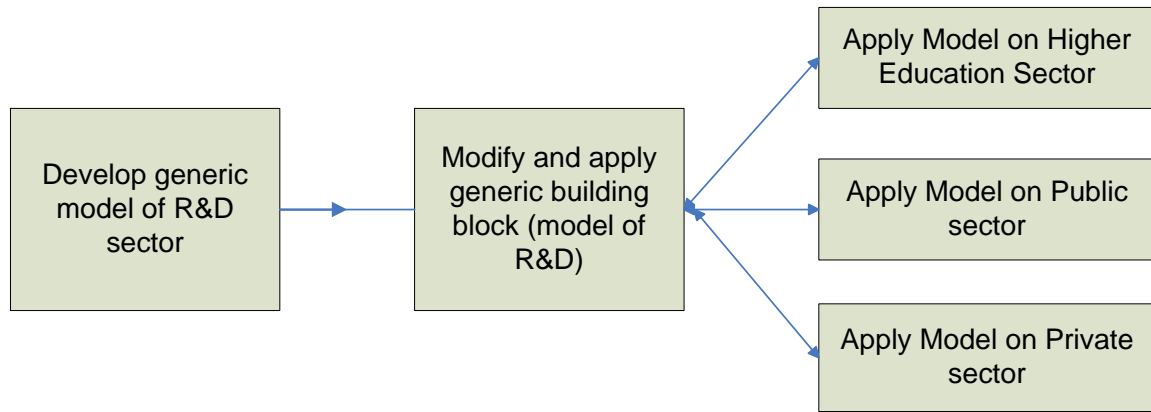 Develop generic
model of R&D
sector
Modify and apply
generic building
block (model of
R&D)
Apply Model on Higher
Education Sector
Apply Model on Public
sector
Apply Model on Private
sector